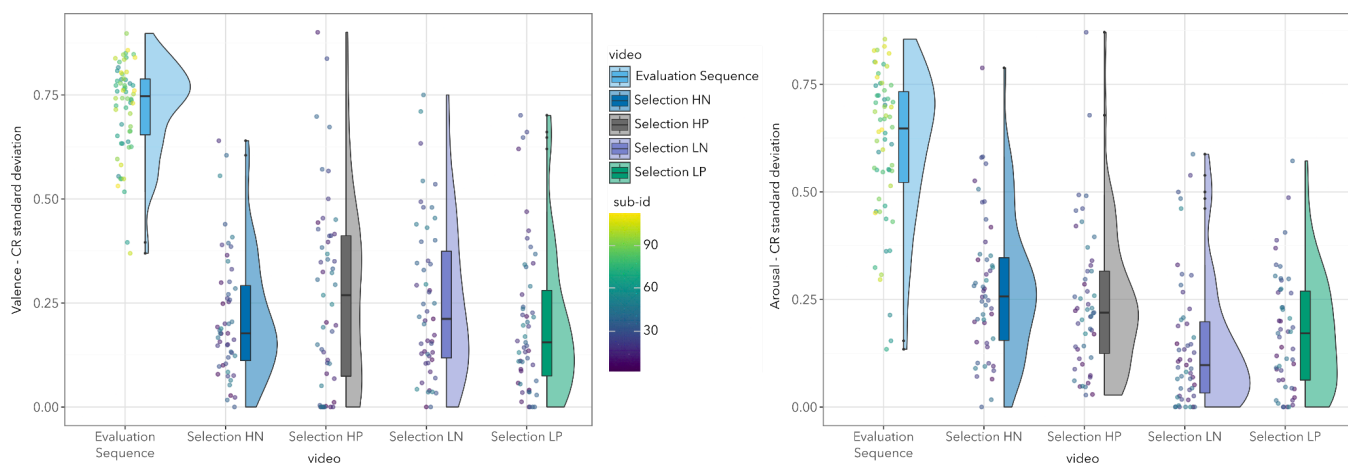 Valence - CR standard deviation
0.75
0.50
0.25
0.00
Evaluation
Sequence
Selection HN
Selection HP
Selection LN
Selection LP
video
video
Evaluation Sequence
Selection HN
Selection HP
Selection LN
Selection LP
sub-id
90
60
30
Arousal - CR standard deviation
0.75
0.50
0.25
0.00
Evaluation
Sequence
Selection HN
Selection HP
Selection LN
Selection LP
video